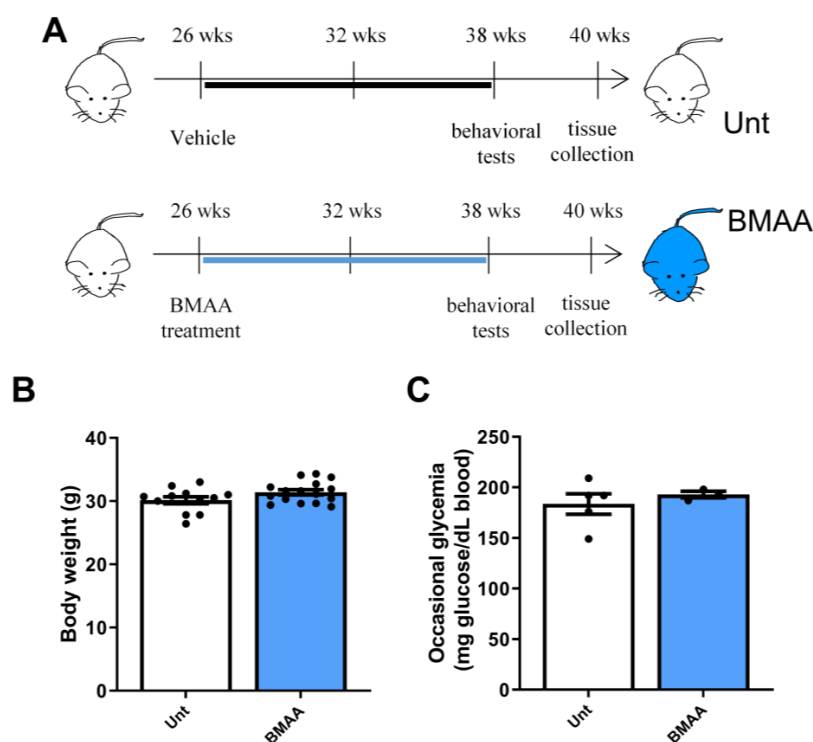 A
26 wks 32 wks 38 wks 40 wks
Vehicle
behavioral
tests
tissue
collection
Unt
26 wks 32 wks 38 wks 40 wks
BMAA
treatment
behavioral
tests
tissue
collection
BMAA
B
Body weight (g)
40
30
20
10
0
Unt
BMAA
C
Occasional glycemia
(mg glucose/dL blood)
250
200
150
100
50
0
Unt
BMAA